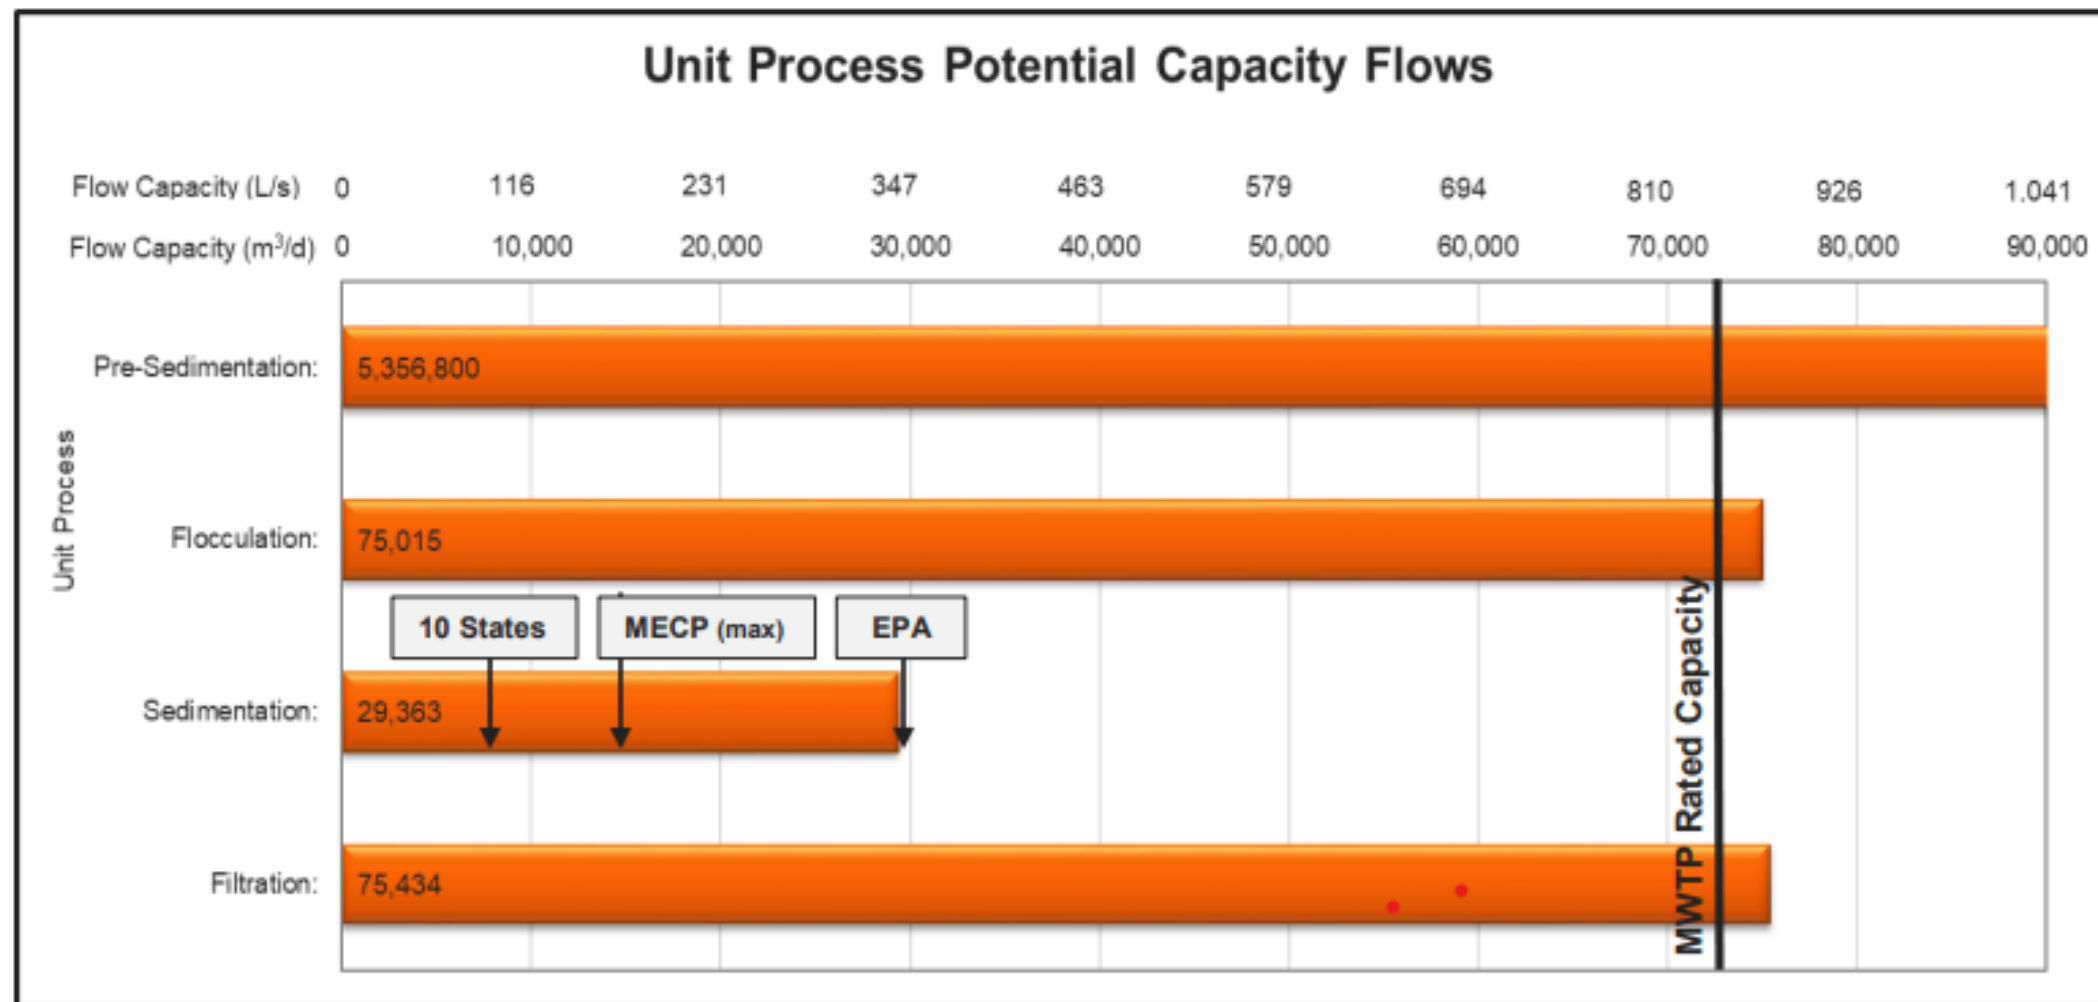 Unit Process Potential Capacity Flows
Flow Capacity (L/s) 0 116 231 347 463 579 694 810 926 1.041
Flow Capacity (m³/d) 0 10,000 20,000 30,000 40,000 50,000 60,000 70,000 80,000 90,000
Unit Process
Pre-Sedimentation: 5,356,800
Flocculation: 75,015
10 States MECP (max) EPA
Sedimentation: 29,363
Filtration: 75,434
MWTP Rated Capacity